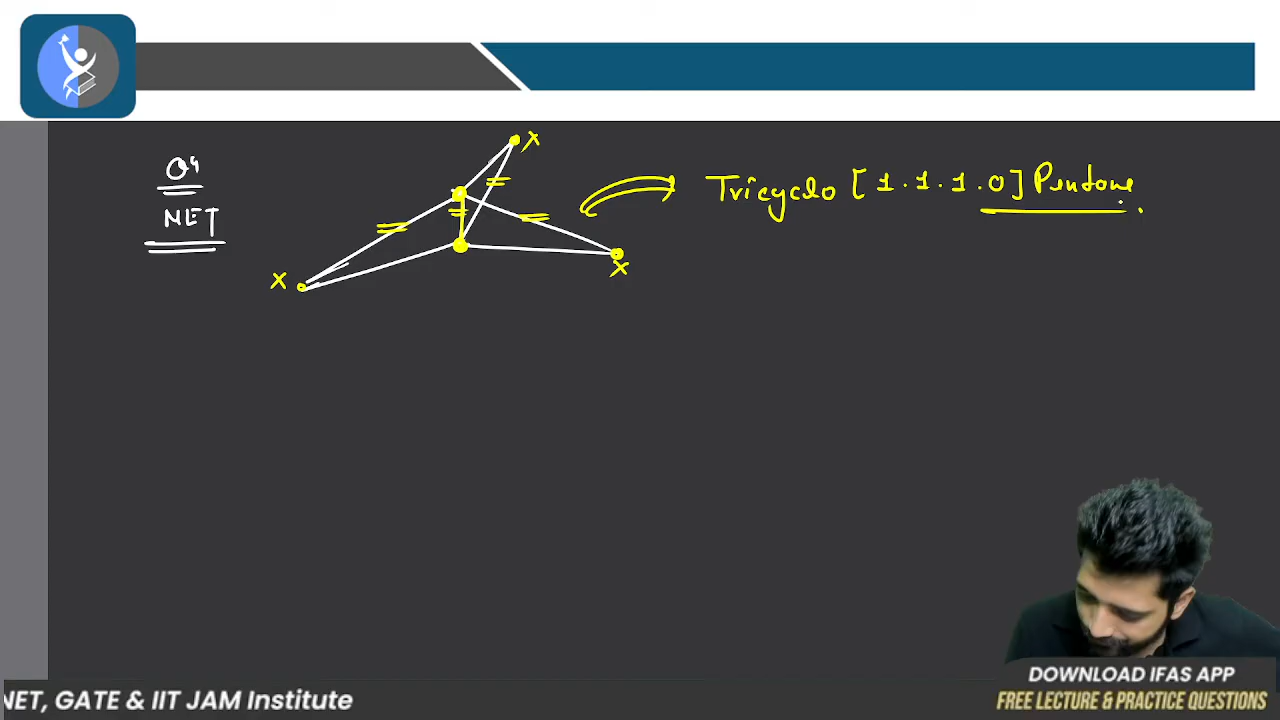 Q4
NET
X
Tricyclo [1.1.1.0] Pentane
X
X
DOWNLOAD IFAS APP
NET, GATE & IIT JAM Institute
FREE LECTURE & PRACTICE QUESTIONS